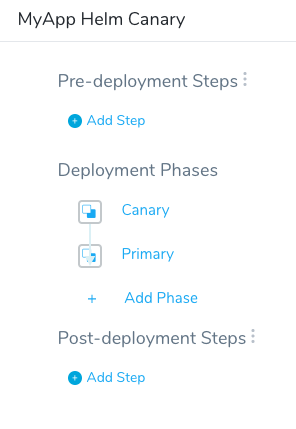 MyApp Helm Canary
Pre-deployment Steps
Add Step
Deployment Phases
Canary
Primary
+ Add Phase
Post-deployment Steps
Add Step